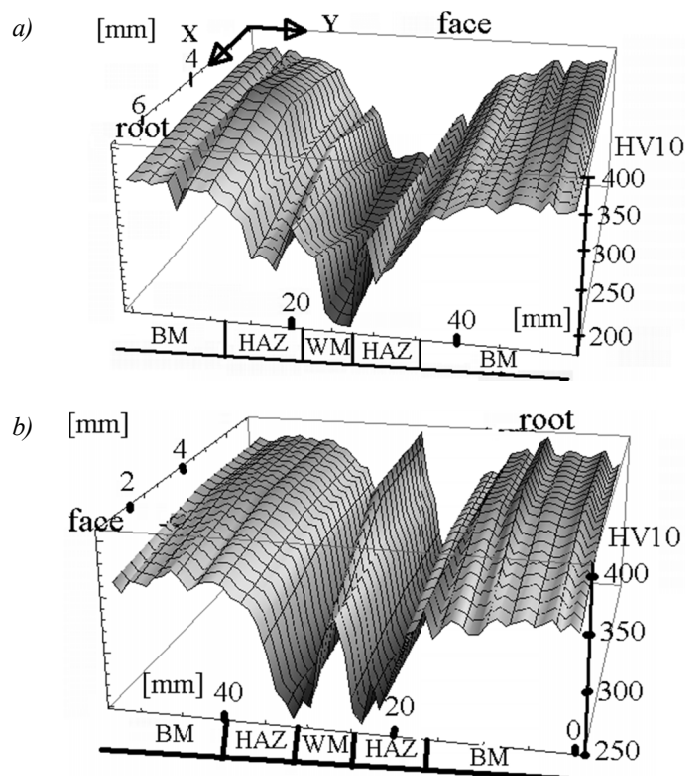 a) [mm] X Y face
4
6
root
HV10
400
350
300
250
200
20 40 [mm]
BM HAZ WM HAZ BM
b) [mm] root
4
2
face
HV10
400
350
300
250
[mm] 40 20 0
BM HAZ WM HAZ BM